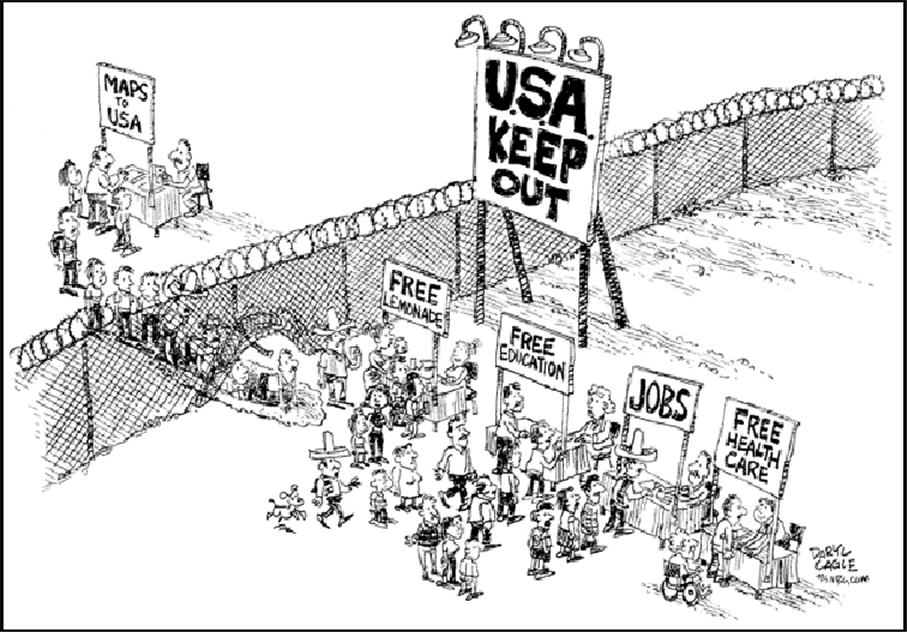 MAPS
TO
USA
U.S.A.
KEEP
OUT
FREE
LEMONADE
FREE
EDUCATION
JOBS
FREE
HEALTH
CARE
DARYL
CAGLE
MSNBC.COM